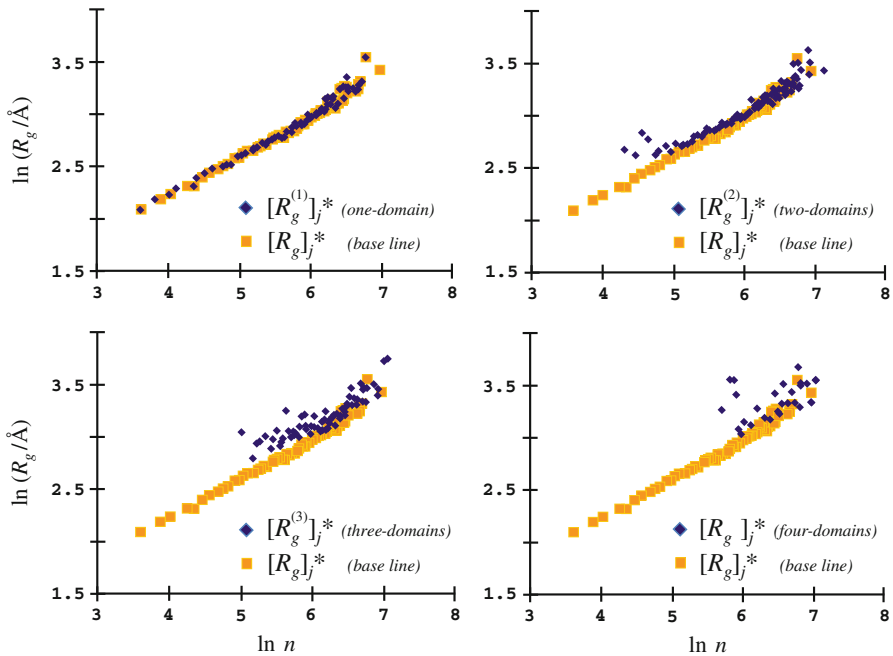 3.5
2.5
1.5
ln (R_g /Å)
[R_g^(1)]_j* (one-domain)
[R_g]_j* (base line)
3 4 5 6 7 8
3.5
2.5
1.5
[R_g^(2)]_j* (two-domains)
[R_g]_j* (base line)
3 4 5 6 7 8
3.5
2.5
1.5
ln (R_g /Å)
[R_g^(3)]_j* (three-domains)
[R_g]_j* (base line)
3 4 5 6 7 8
ln n
3.5
2.5
1.5
[R_g ]_j* (four-domains)
[R_g]_j* (base line)
3 4 5 6 7 8
ln n